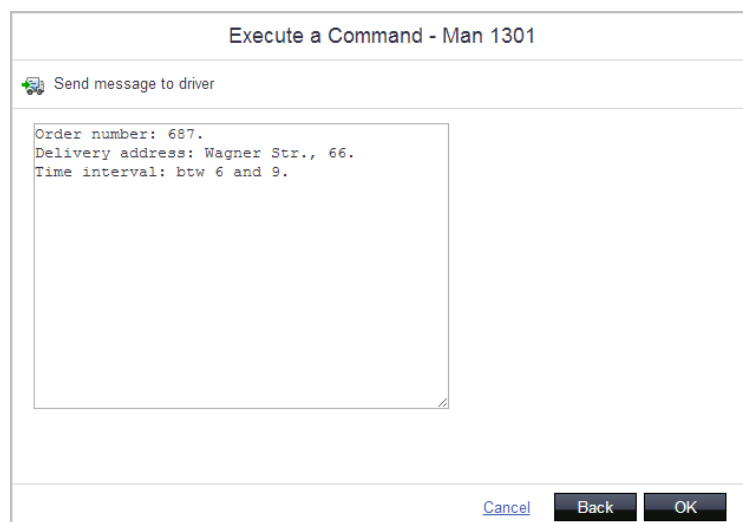 Execute a Command - Man 1301
Send message to driver
Order number: 687.
Delivery address: Wagner Str., 66.
Time interval: btw 6 and 9.
Cancel Back OK